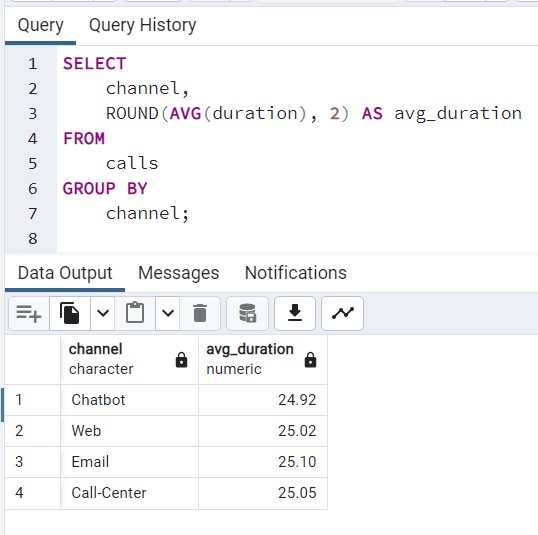 Query Query History
1 SELECT
2 channel,
3 ROUND(AVG(duration), 2) AS avg_duration
4 FROM
5 calls
6 GROUP BY
7 channel;
8
Data Output Messages Notifications
channel avg_duration
character numeric
1 Chatbot 24.92
2 Web 25.02
3 Email 25.10
4 Call-Center 25.05